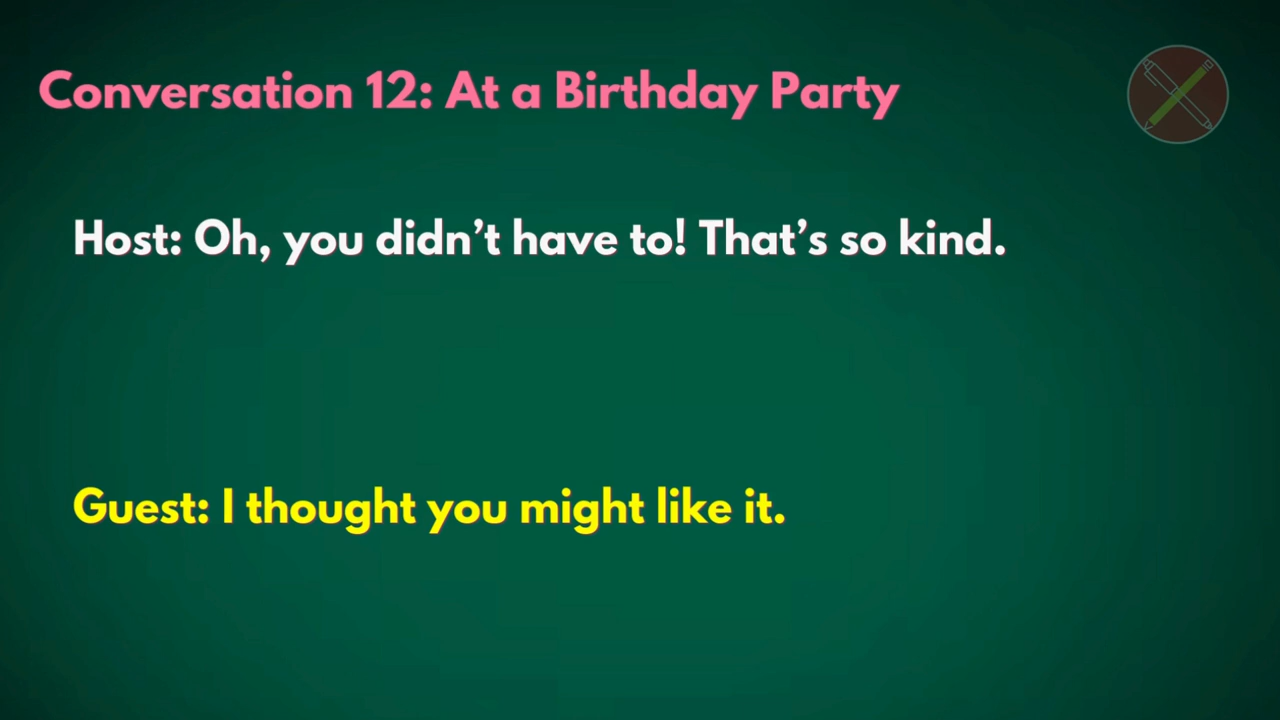 Conversation 12: At a Birthday Party
Host: Oh, you didn’t have to! That’s so kind.
Guest: I thought you might like it.